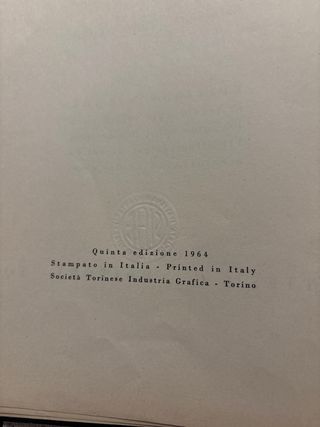 Quinta edizione 1964
Stampato in Italia - Printed in Italy
Società Torinese Industria Grafica - Torino